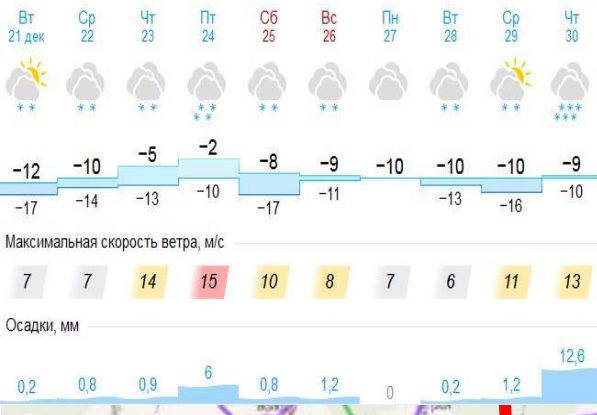 Вт Ср Чт Пт Сб Вс Пн Вт Ср Чт
21 дек 22 23 24 25 26 27 28 29 30
−12 −10 −5 −2 −8 −9 −10 −10 −10 −9
−17 −14 −13 −10 −17 −11 −13 −16 −10
Максимальная скорость ветра, м/с
7 7 14 15 10 8 7 6 11 13
Осадки, мм
0,2 0,8 0,9 6 0,8 1,2 0 0,2 1,2 12,6